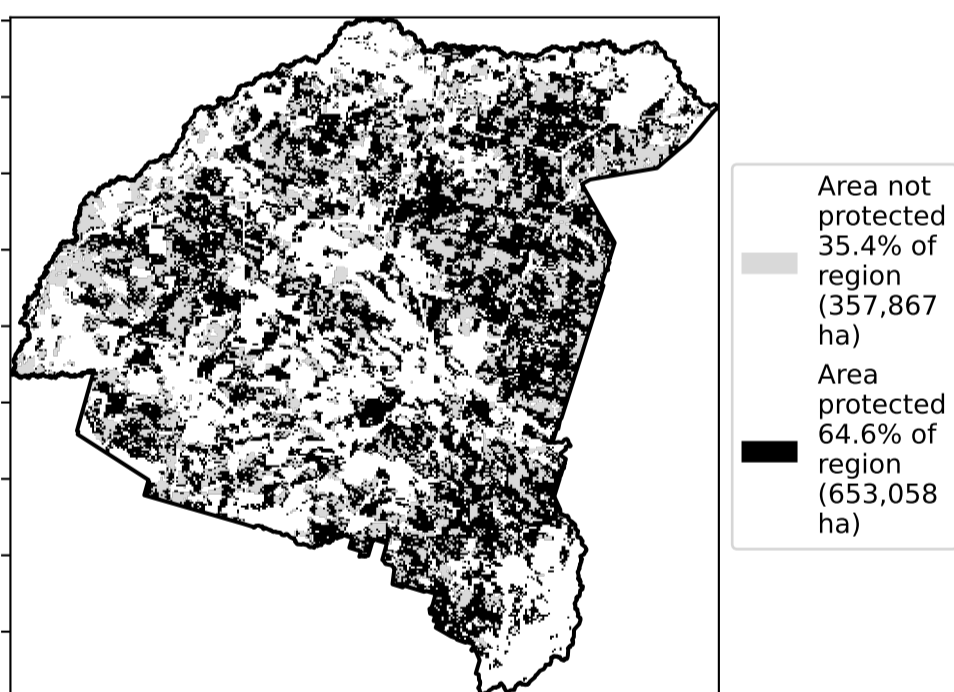 Area not
protected
35.4% of
region
(357,867
ha)
Area
protected
64.6% of
region
(653,058
ha)